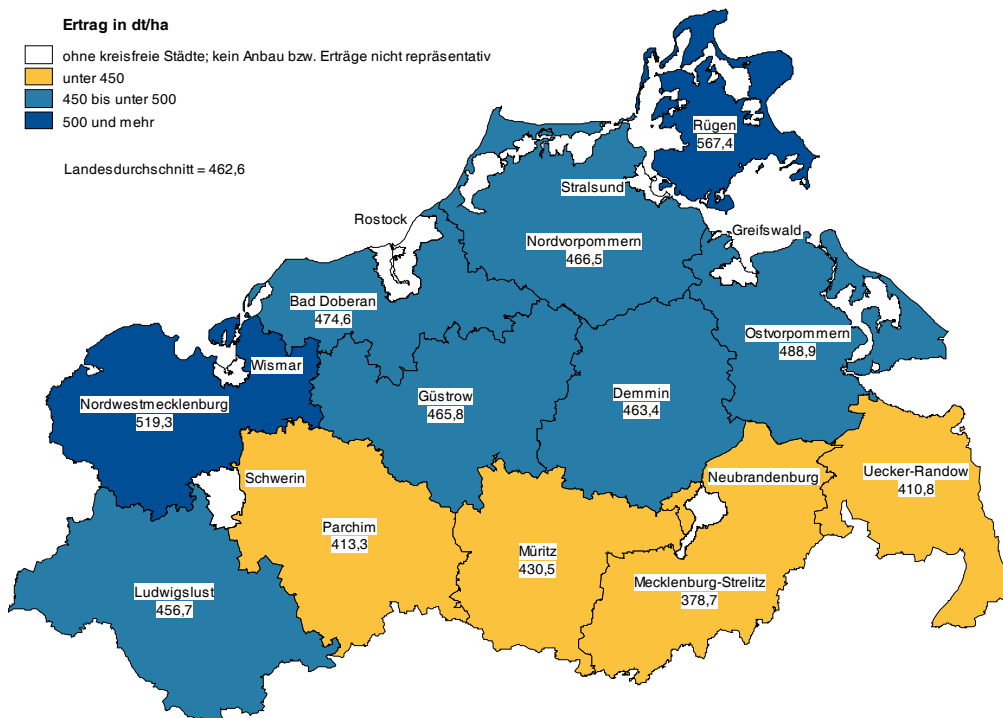 Ertrag in dt/ha
ohne kreisfreie Städte; kein Anbau bzw. Erträge nicht repräsentativ
unter 450
450 bis unter 500
500 und mehr
Landesdurchschnitt = 462,6
Rügen
567,4
Stralsund
Rostock
Nordvorpommern
466,5
Greifswald
Bad Doberan
474,6
Ostvorpommern
488,9
Wismar
Nordwestmecklenburg
519,3
Güstrow
465,8
Demmin
463,4
Schwerin
Neubrandenburg
Uecker-Randow
410,8
Parchim
413,3
Müritz
430,5
Mecklenburg-Strelitz
378,7
Ludwigslust
456,7